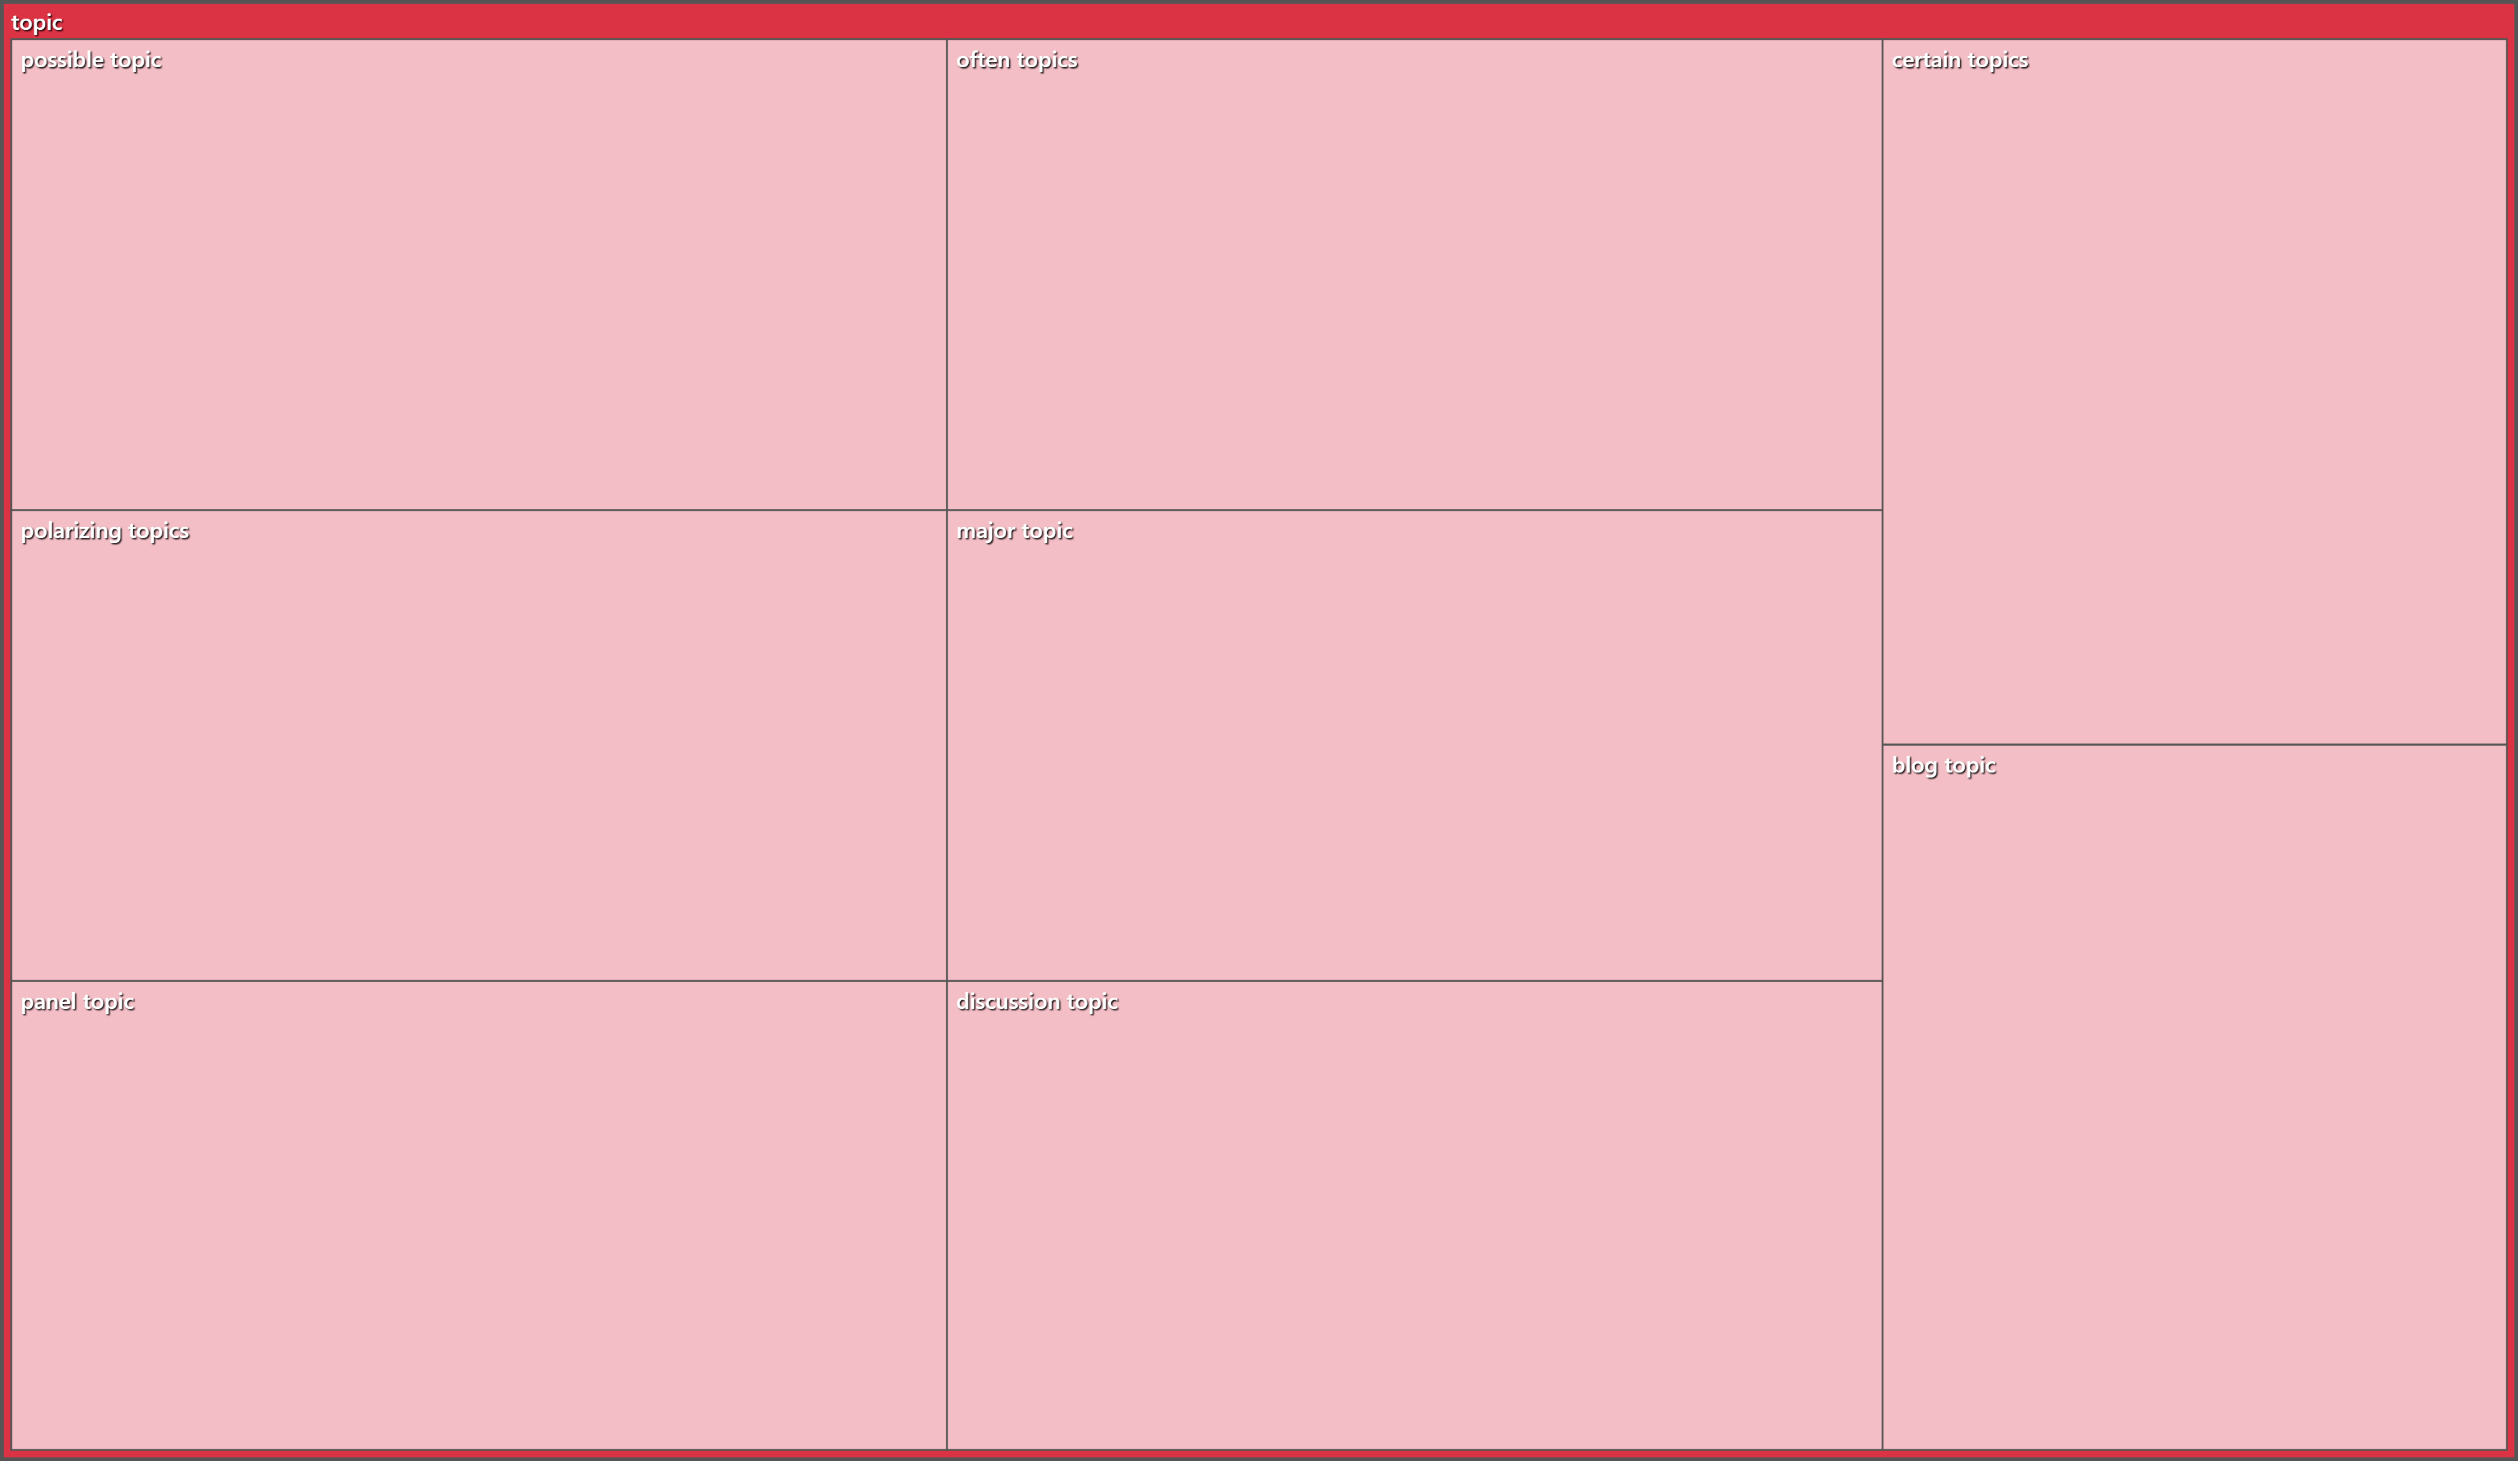 topic
possible topic
often topics
certain topics
polarizing topics
major topic
blog topic
panel topic
discussion topic